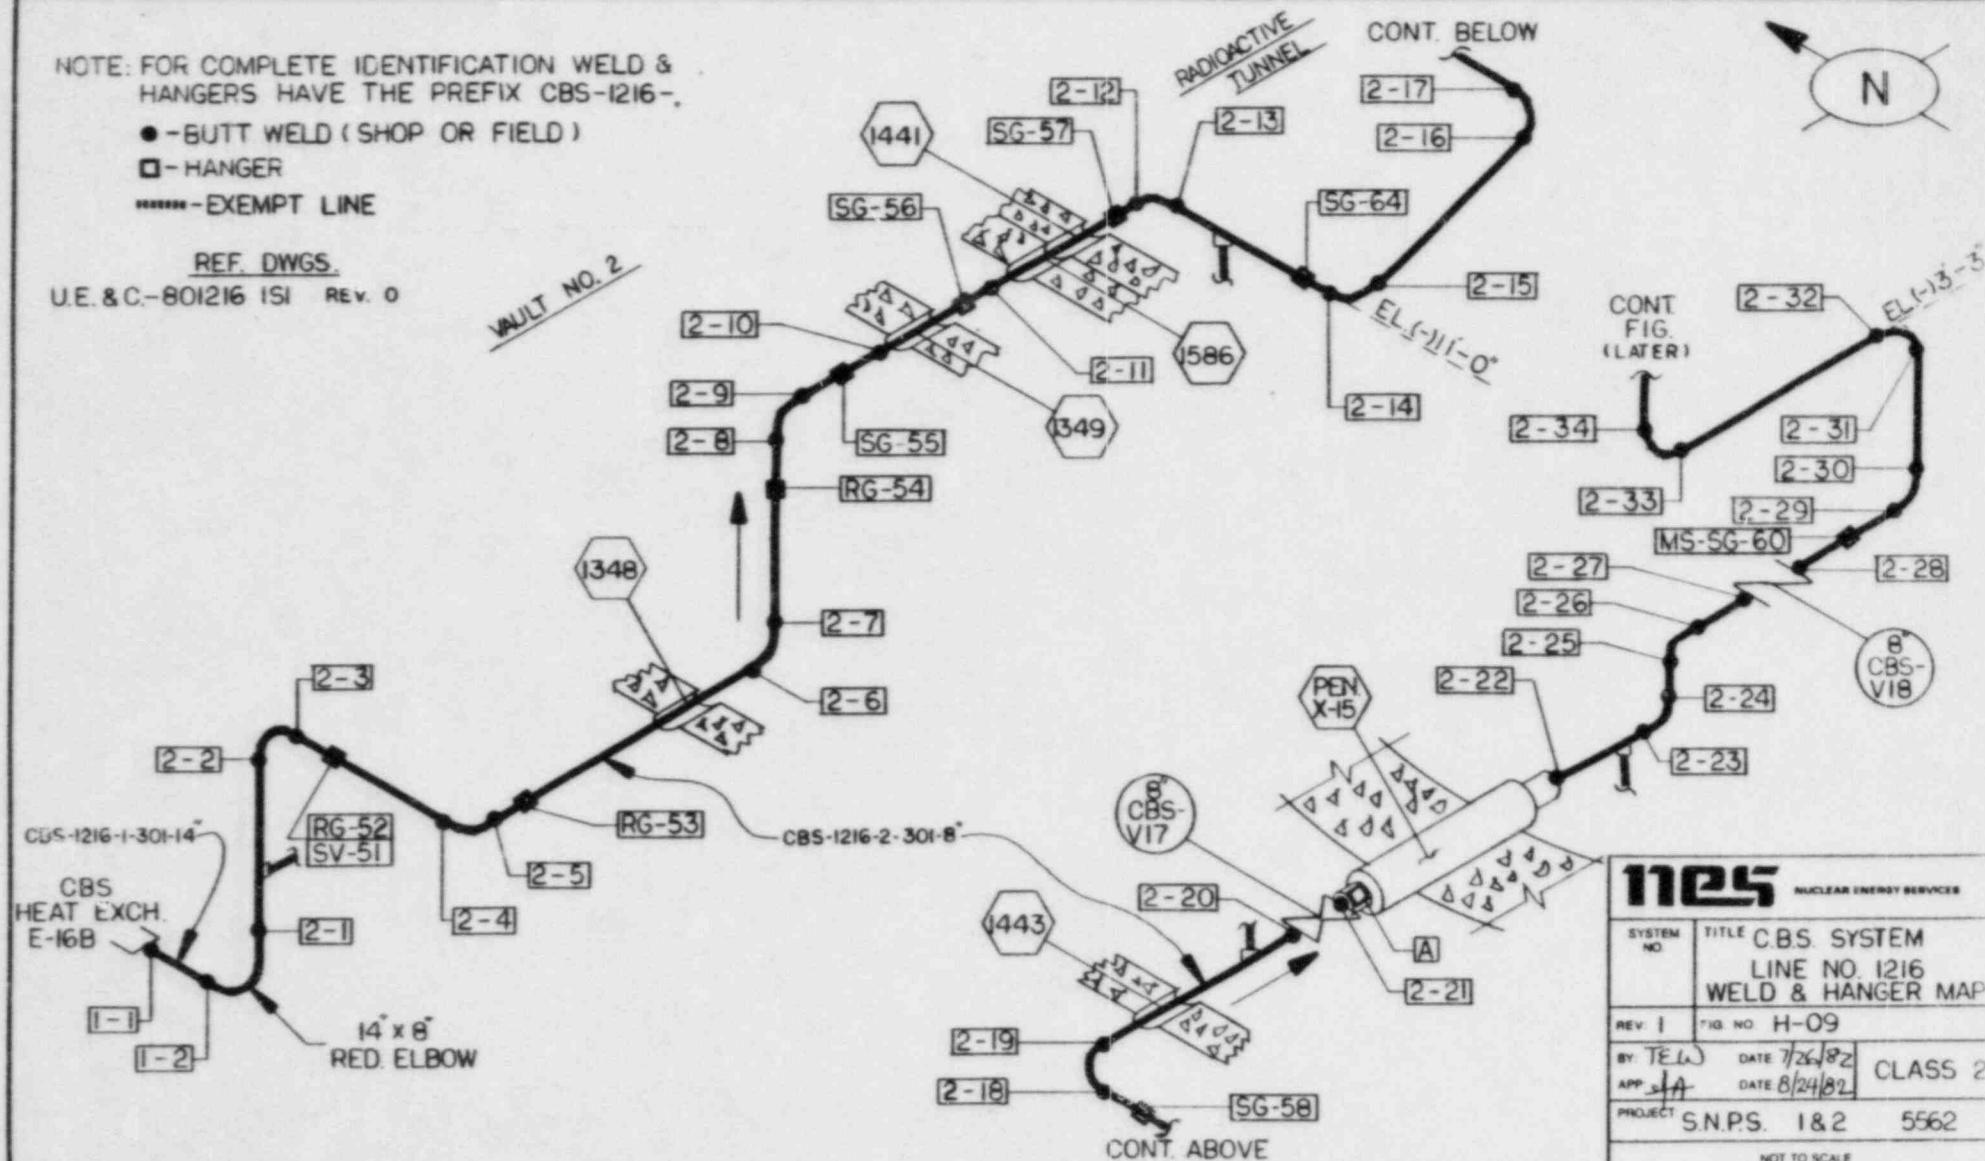 NOTE: FOR COMPLETE IDENTIFICATION WELD &
HANGERS HAVE THE PREFIX CBS-1216-.
●-BUTT WELD (SHOP OR FIELD)
□-HANGER
-EXEMPT LINE
REF. DWGS.
U.E.&C.-801216 ISI REV. 0
VAULT NO. 2
RADIOACTIVE
TUNNEL
CONT. BELOW
N
2-17
2-16
2-12
SG-57
2-13
1441
SG-56
SG-64
2-15
EL.(-)11'-0"
2-14
2-10
1586
2-11
1349
2-9
2-8
SG-55
RG-54
1348
2-7
2-6
2-3
2-2
RG-52
SV-51
RG-53
2-5
2-4
2-1
CBS-1216-1-301-14"
CBS
HEAT EXCH.
E-16B
1-1
1-2
14" x 8"
RED. ELBOW
CBS-1216-2-301-8"
CONT.
FIG.
(LATER)
2-32
EL.(-)3'-3
2-34
2-31
2-30
2-33
2-29
MS-SG-60
2-27
2-28
2-26
2-25
8"
CBS-
V18
2-22
2-24
PEN.
X-15
2-23
8"
CBS-
V17
2-20
1443
A
2-21
2-19
2-18
SG-58
CONT. ABOVE
nes NUCLEAR ENERGY SERVICES
SYSTEM
NO
TITLE C.B.S. SYSTEM
LINE NO. 1216
WELD & HANGER MAP
REV. 1 FIG. NO. H-09
BY TEW DATE 7/26/82
APP DATE 8/24/82
CLASS 2
PROJECT S.N.P.S. 1 & 2 5562
NOT TO SCALE